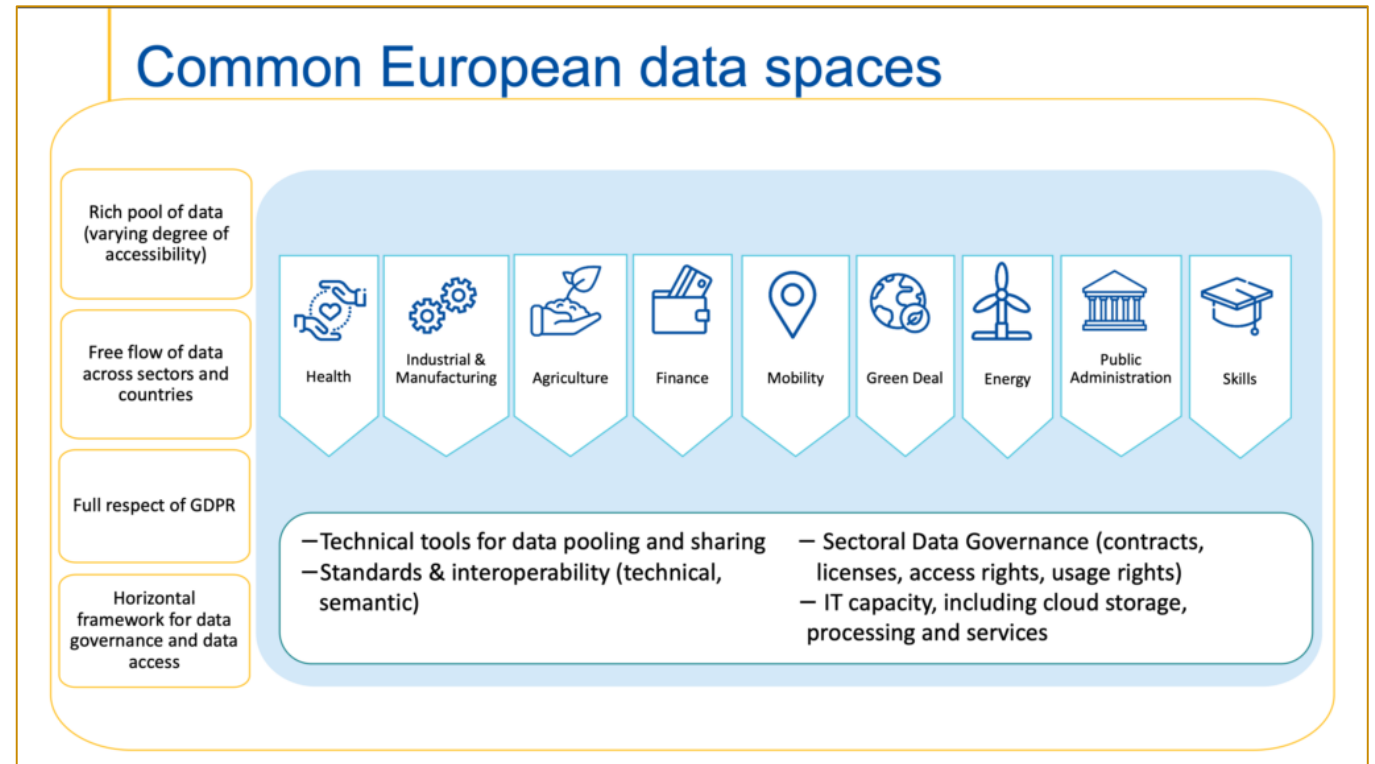 Common European data spaces
Rich pool of data
(varying degree of
accessibility)
Free flow of data
across sectors and
countries
Full respect of GDPR
Horizontal
framework for data
governance and data
access
Health
Industrial &
Manufacturing
Agriculture
Finance
Mobility
Green Deal
Energy
Public
Administration
Skills
–Technical tools for data pooling and sharing
–Standards & interoperability (technical,
semantic)
– Sectoral Data Governance (contracts,
licenses, access rights, usage rights)
– IT capacity, including cloud storage,
processing and services